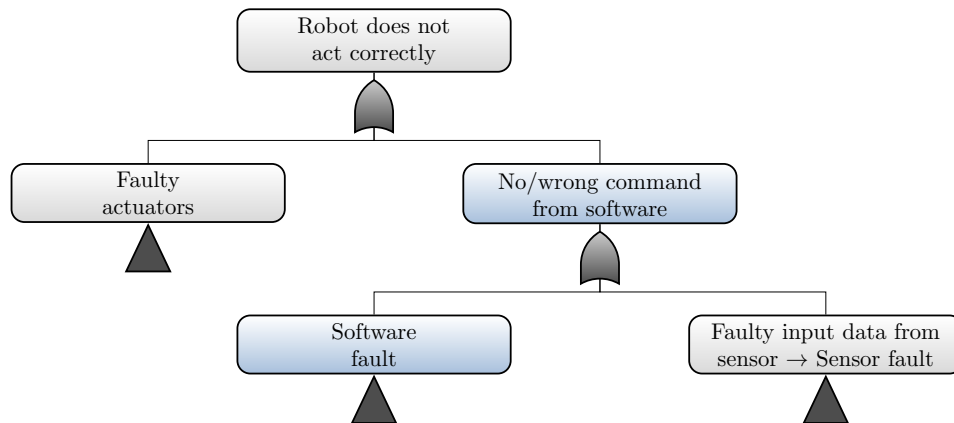 Robot does not
act correctly
Faulty
actuators
No/wrong command
from software
Software
fault
Faulty input data from
sensor → Sensor fault